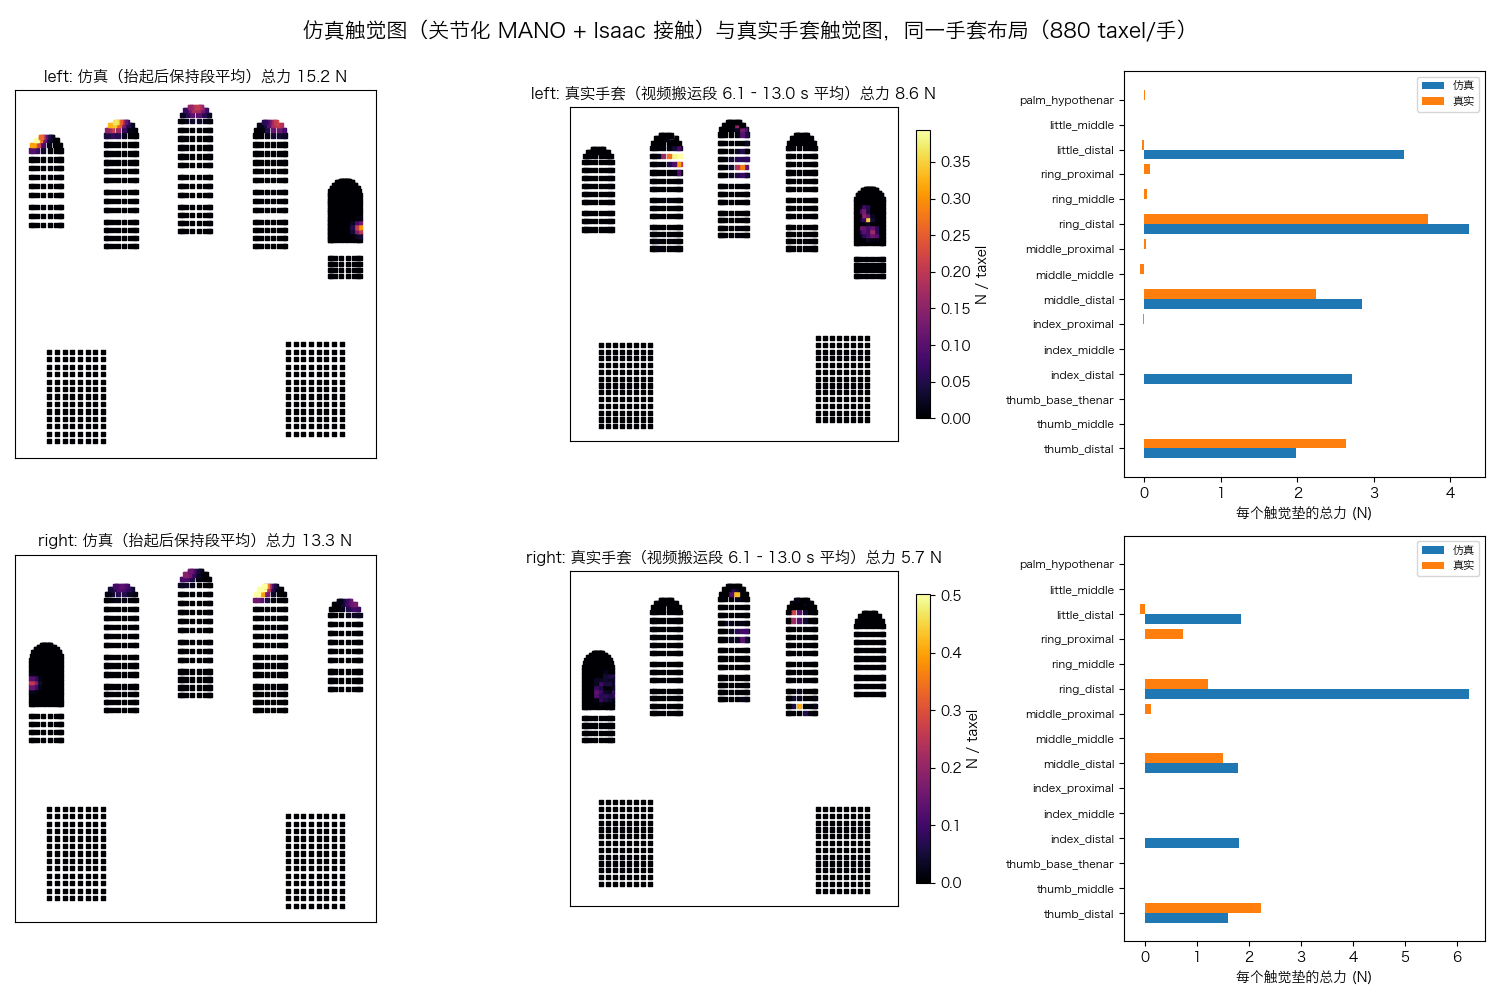 仿真触觉图（关节化 MANO + Isaac 接触）与真实手套触觉图，同一手套布局（880 taxel/手）
left: 仿真（抬起后保持段平均）总力 15.2 N
left: 真实手套（视频搬运段 6.1 - 13.0 s 平均）总力 8.6 N
0.35
0.30
0.25
0.20
0.15
0.10
0.05
0.00
N / taxel
仿真
真实
palm_hypothenar
little_middle
little_distal
ring_proximal
ring_middle
ring_distal
middle_proximal
middle_middle
middle_distal
index_proximal
index_middle
index_distal
thumb_base_thenar
thumb_middle
thumb_distal
0 1 2 3 4
每个触觉垫的总力 (N)
right: 仿真（抬起后保持段平均）总力 13.3 N
right: 真实手套（视频搬运段 6.1 - 13.0 s 平均）总力 5.7 N
0.5
0.4
0.3
0.2
0.1
0.0
N / taxel
仿真
真实
palm_hypothenar
little_middle
little_distal
ring_proximal
ring_middle
ring_distal
middle_proximal
middle_middle
middle_distal
index_proximal
index_middle
index_distal
thumb_base_thenar
thumb_middle
thumb_distal
0 1 2 3 4 5 6
每个触觉垫的总力 (N)